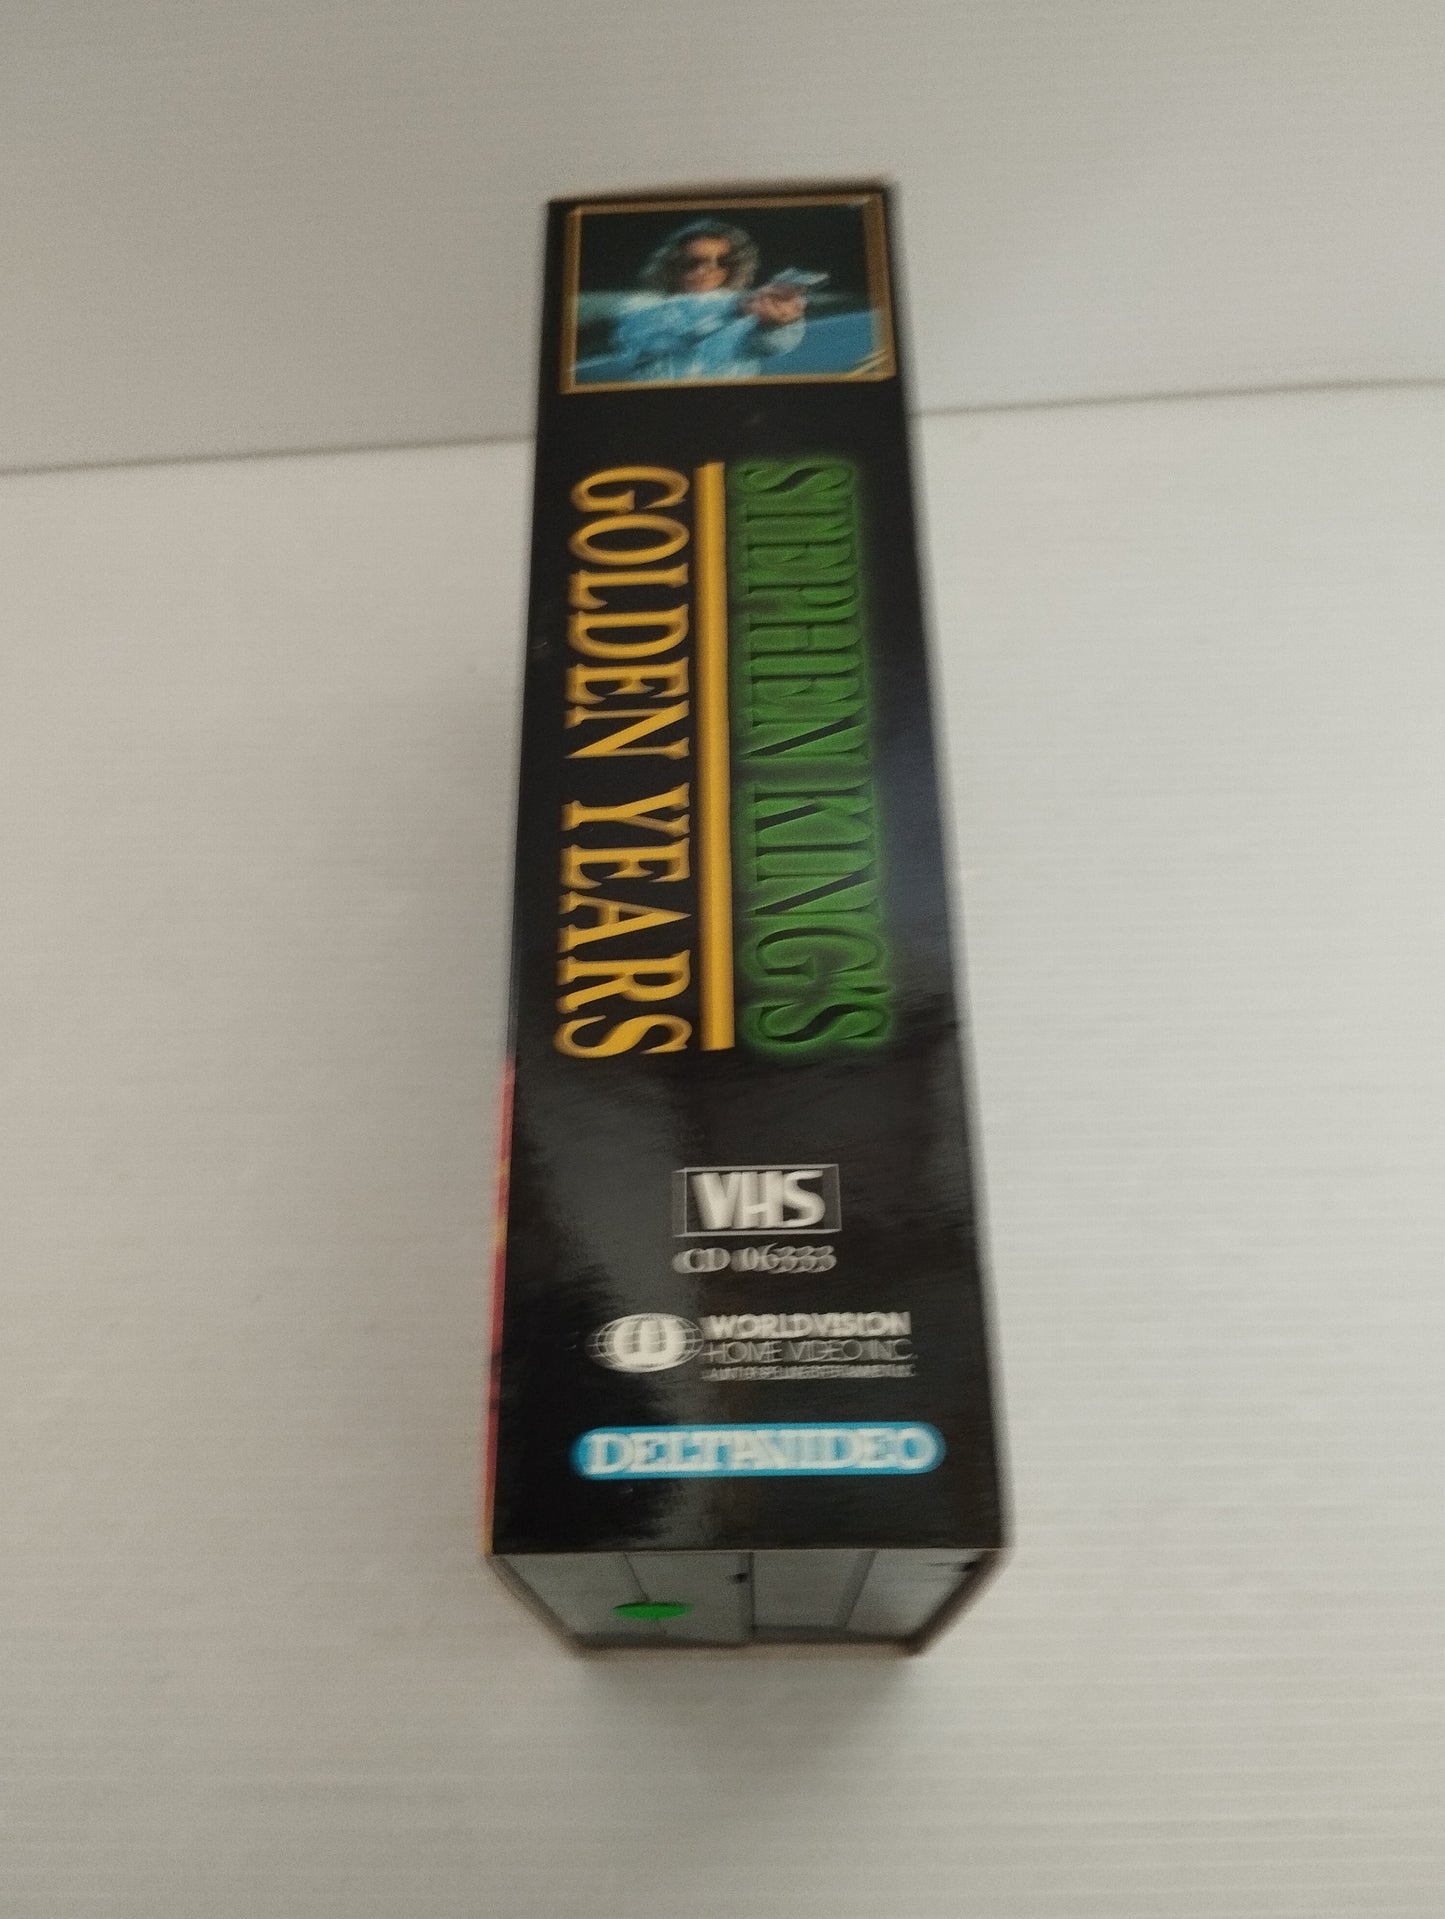 STEPHEN KING'S
GOLDEN YEARS
VHS
CD 06333
WORLDVISION
HOME VIDEO INC.
DELTAVIDEO